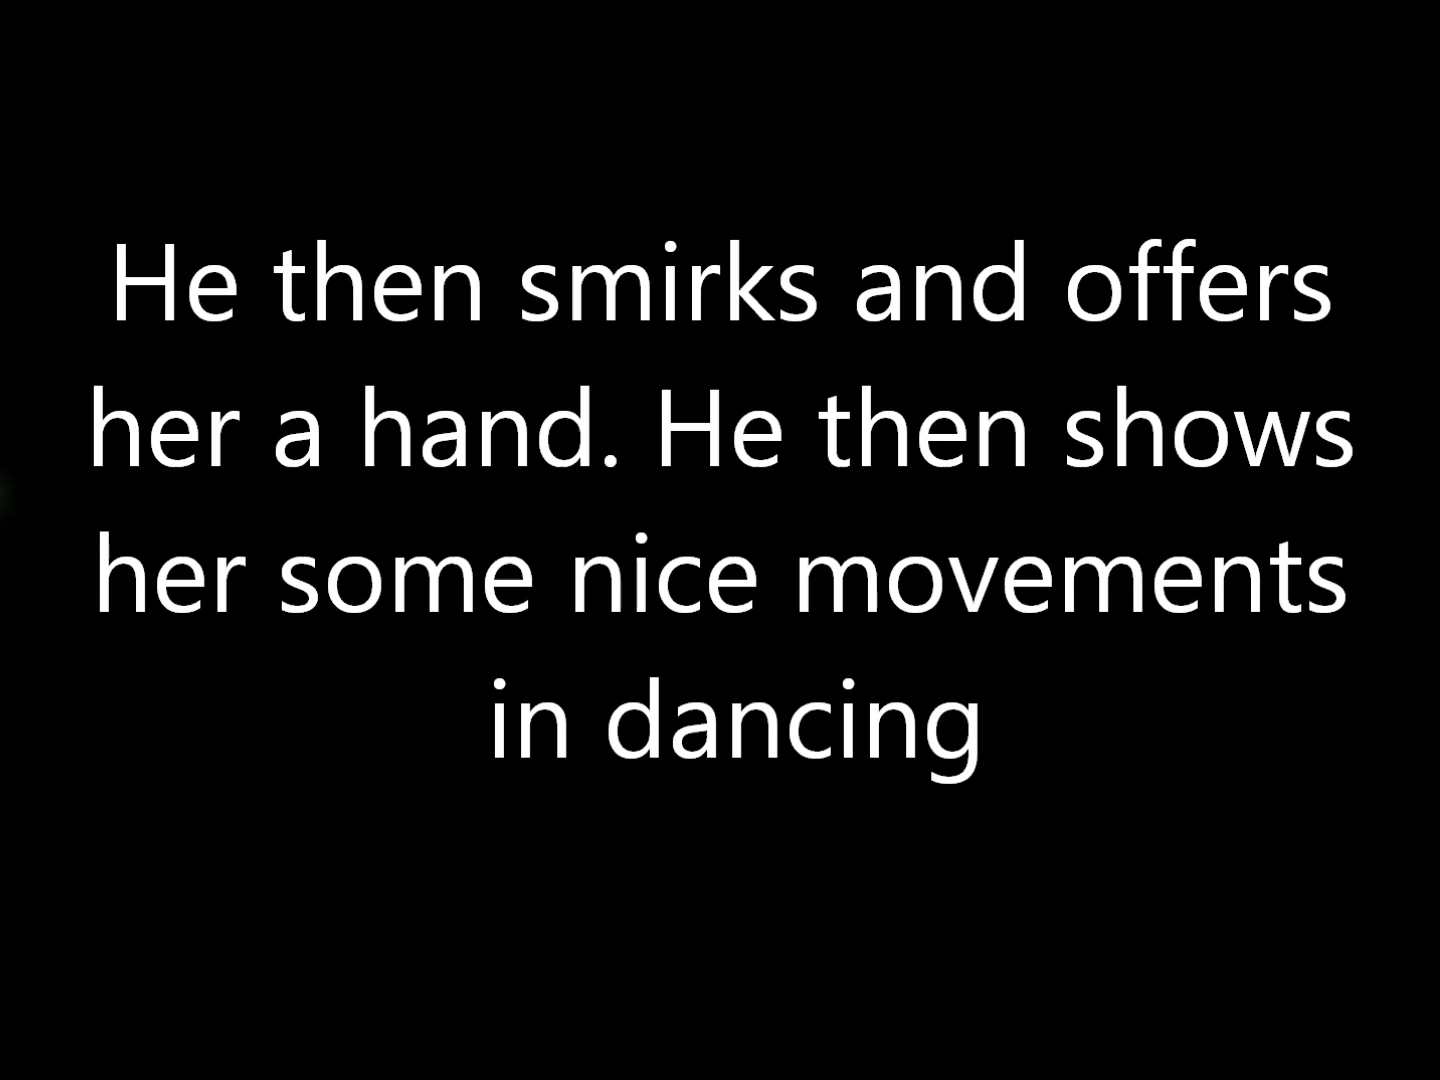 He then smirks and offers
her a hand. He then shows
her some nice movements
in dancing